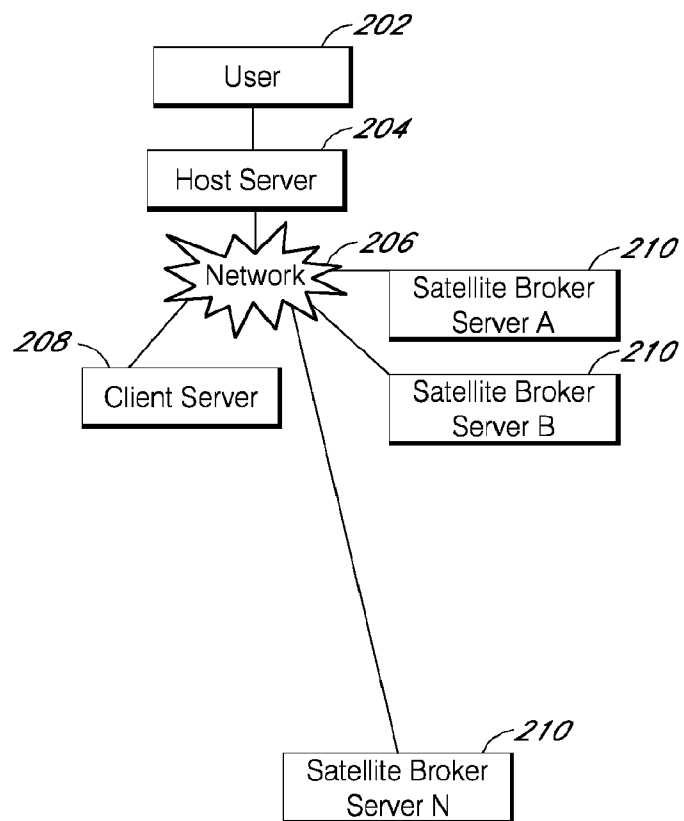 202
User
204
Host Server
206
Network
210
Satellite Broker
Server A
208
Client Server
210
Satellite Broker
Server B
210
Satellite Broker
Server N